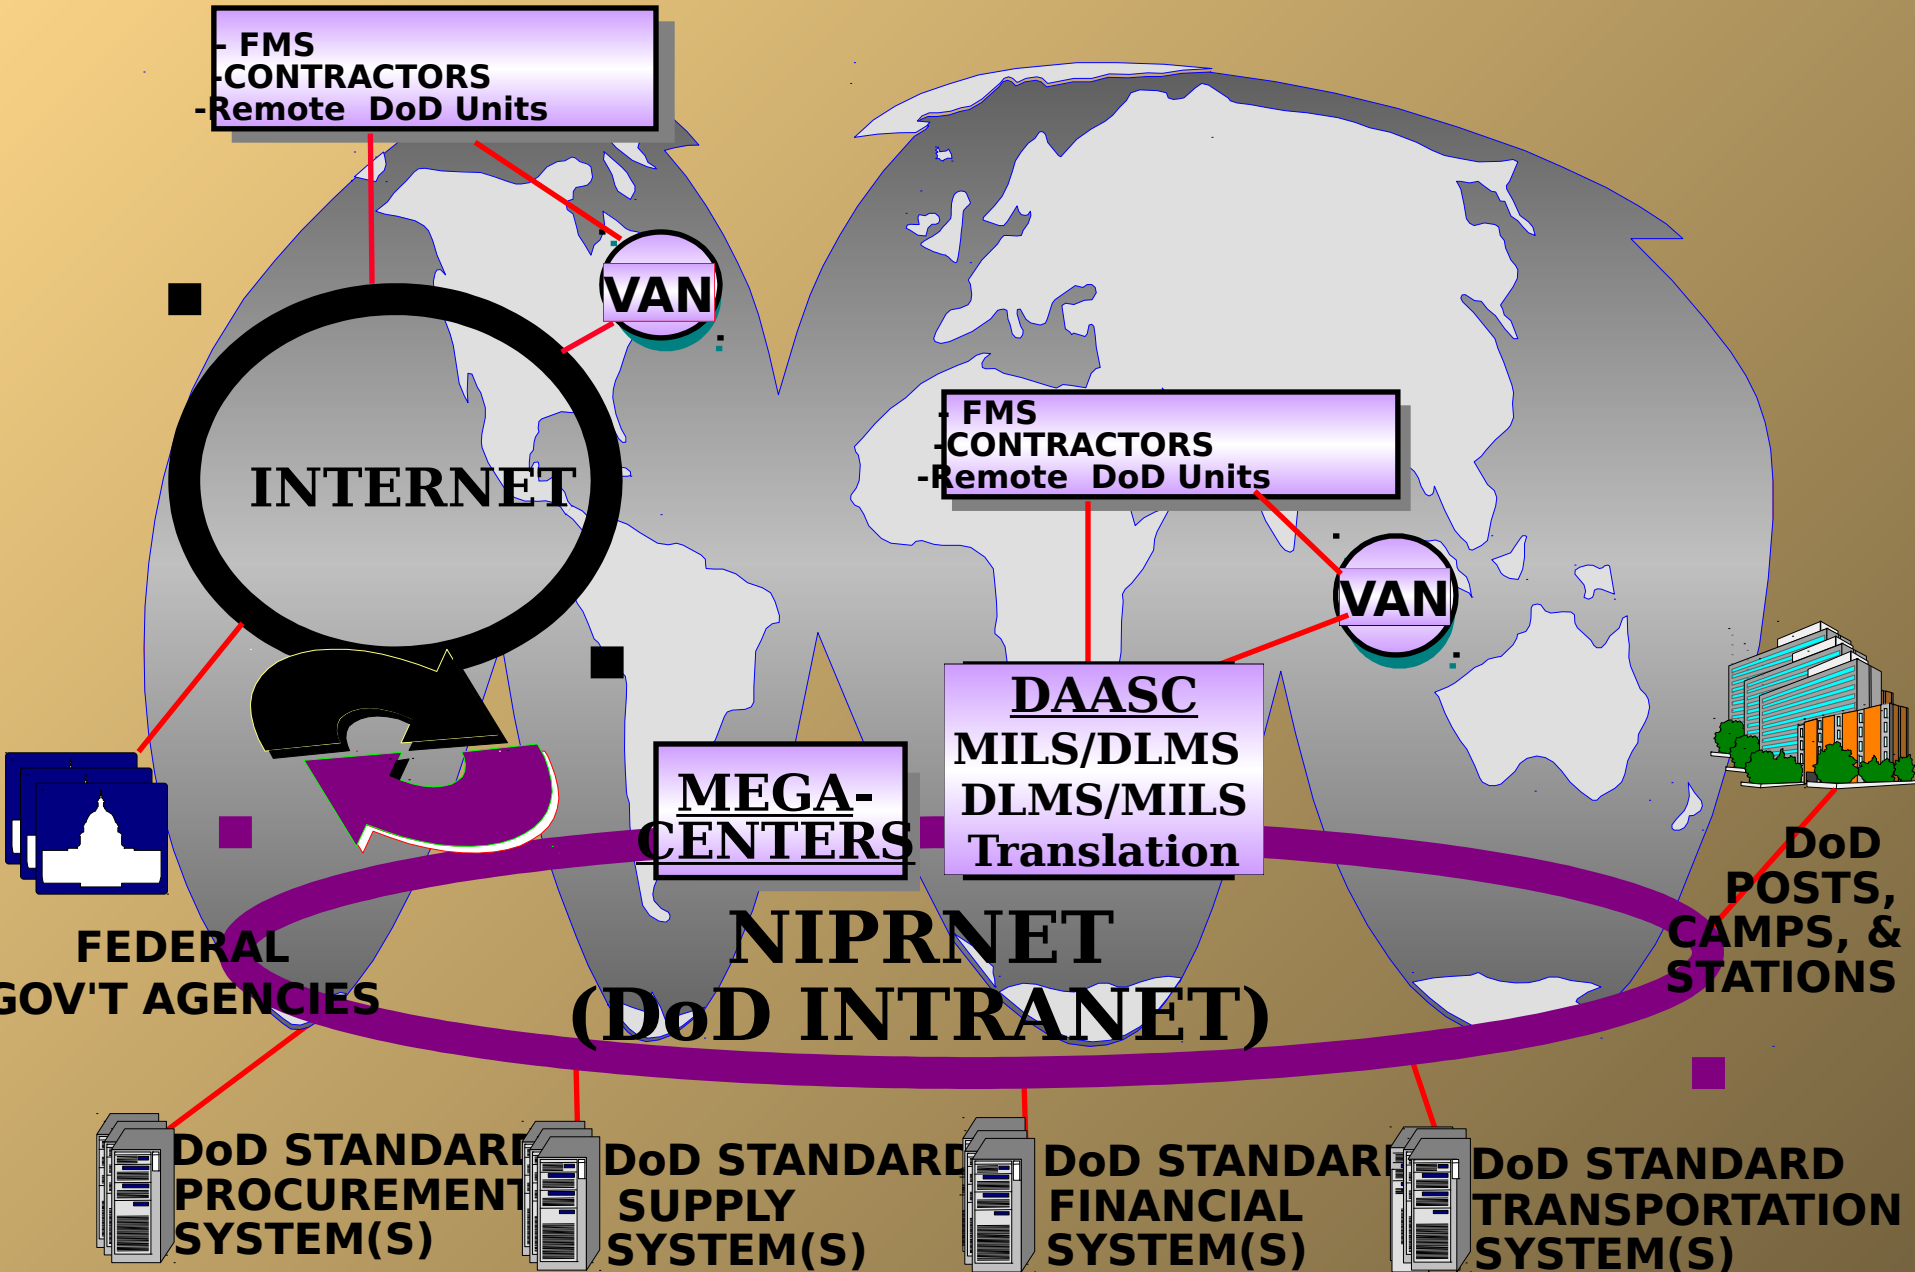 - FMS
-CONTRACTORS
-Remote DoD Units
VAN
INTERNET
- FMS
-CONTRACTORS
-Remote DoD Units
VAN
DAASC
MILS/DLMS
DLMS/MILS
Translation
MEGA-
CENTERS
NIPRNET
(DoD INTRANET)
FEDERAL
GOV'T AGENCIES
DoD
POSTS,
CAMPS, &
STATIONS
DoD STANDARD
PROCUREMENT
SYSTEM(S)
DoD STANDARD
SUPPLY
SYSTEM(S)
DoD STANDARD
FINANCIAL
SYSTEM(S)
DoD STANDARD
TRANSPORTATION
SYSTEM(S)